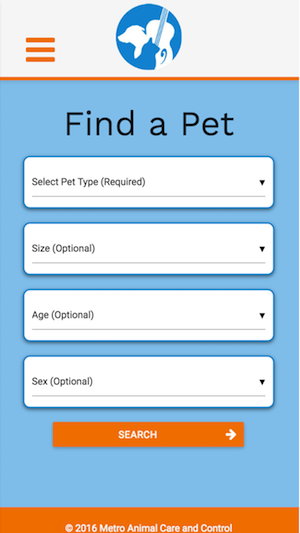 Find a Pet
Select Pet Type (Required)
Size (Optional)
Age (Optional)
Sex (Optional)
SEARCH
© 2016 Metro Animal Care and Control